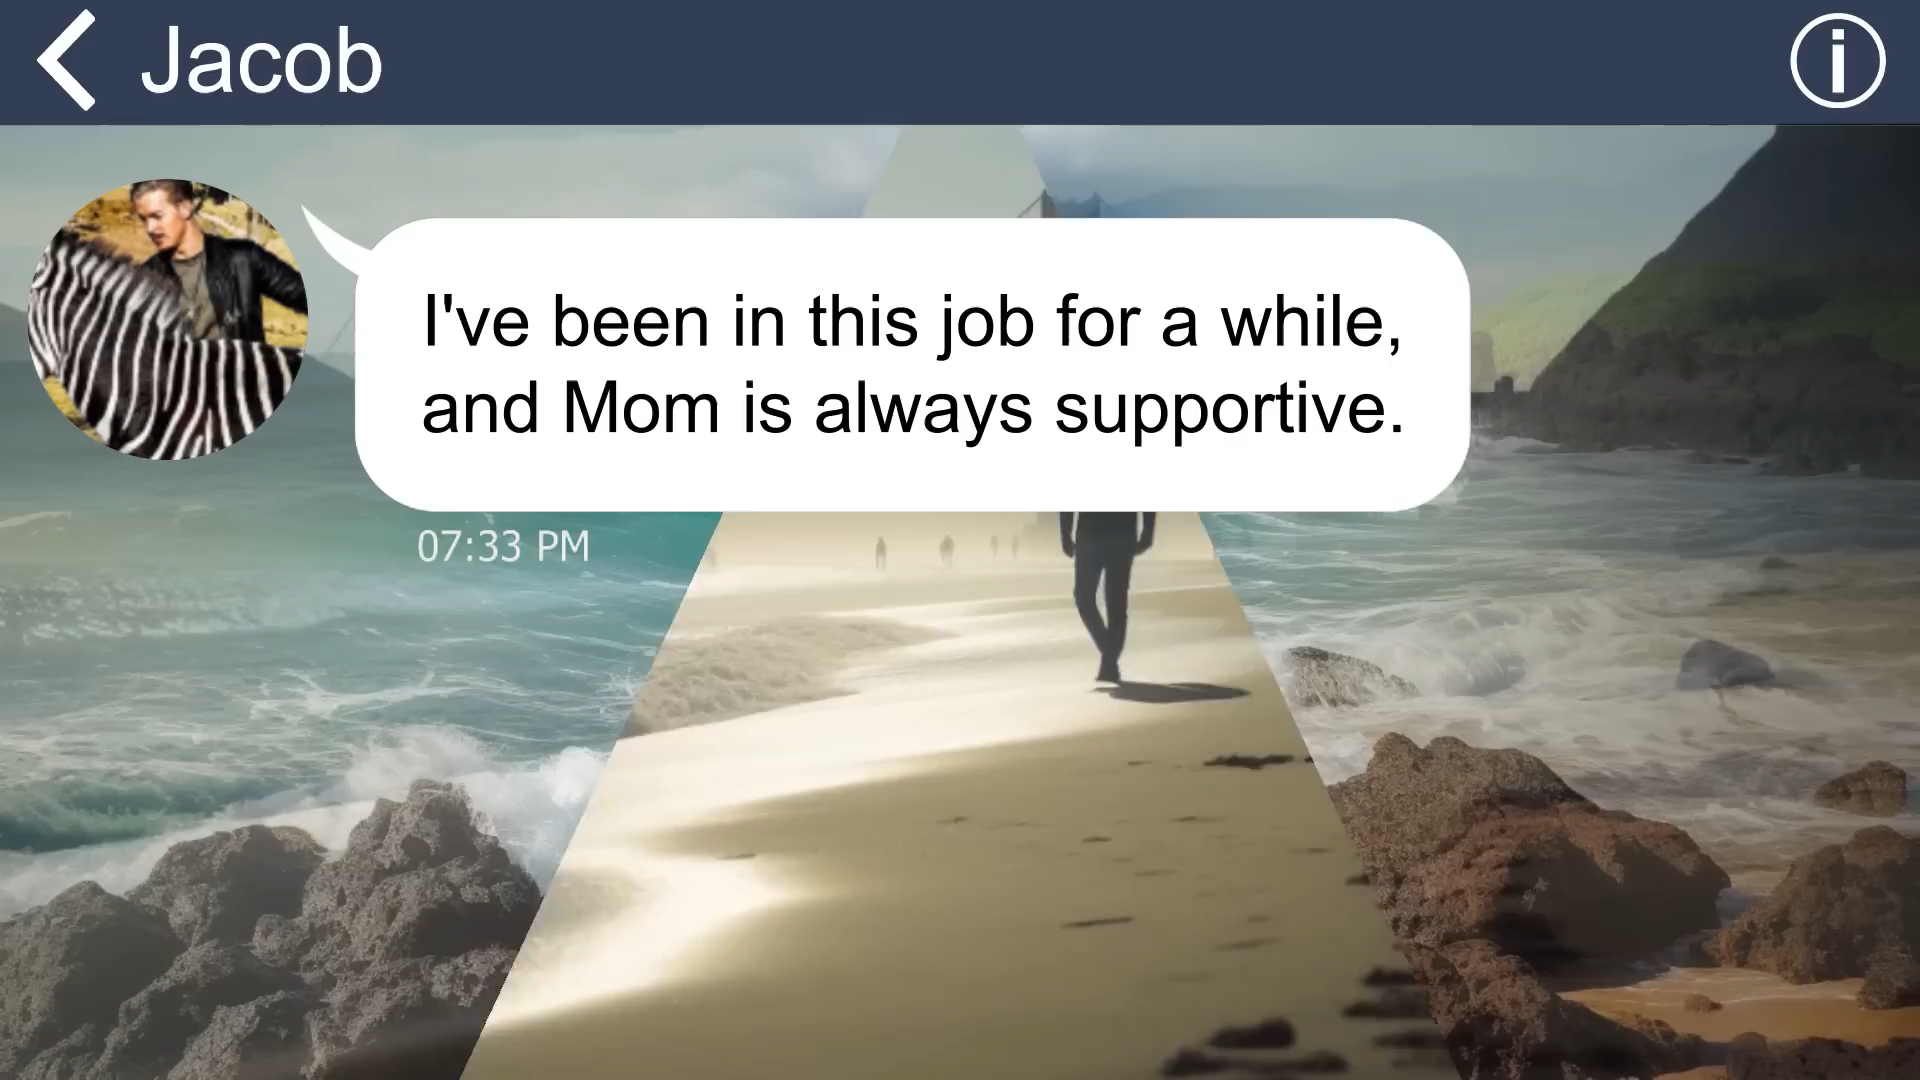 Jacob
I've been in this job for a while,
and Mom is always supportive.
07:33 PM